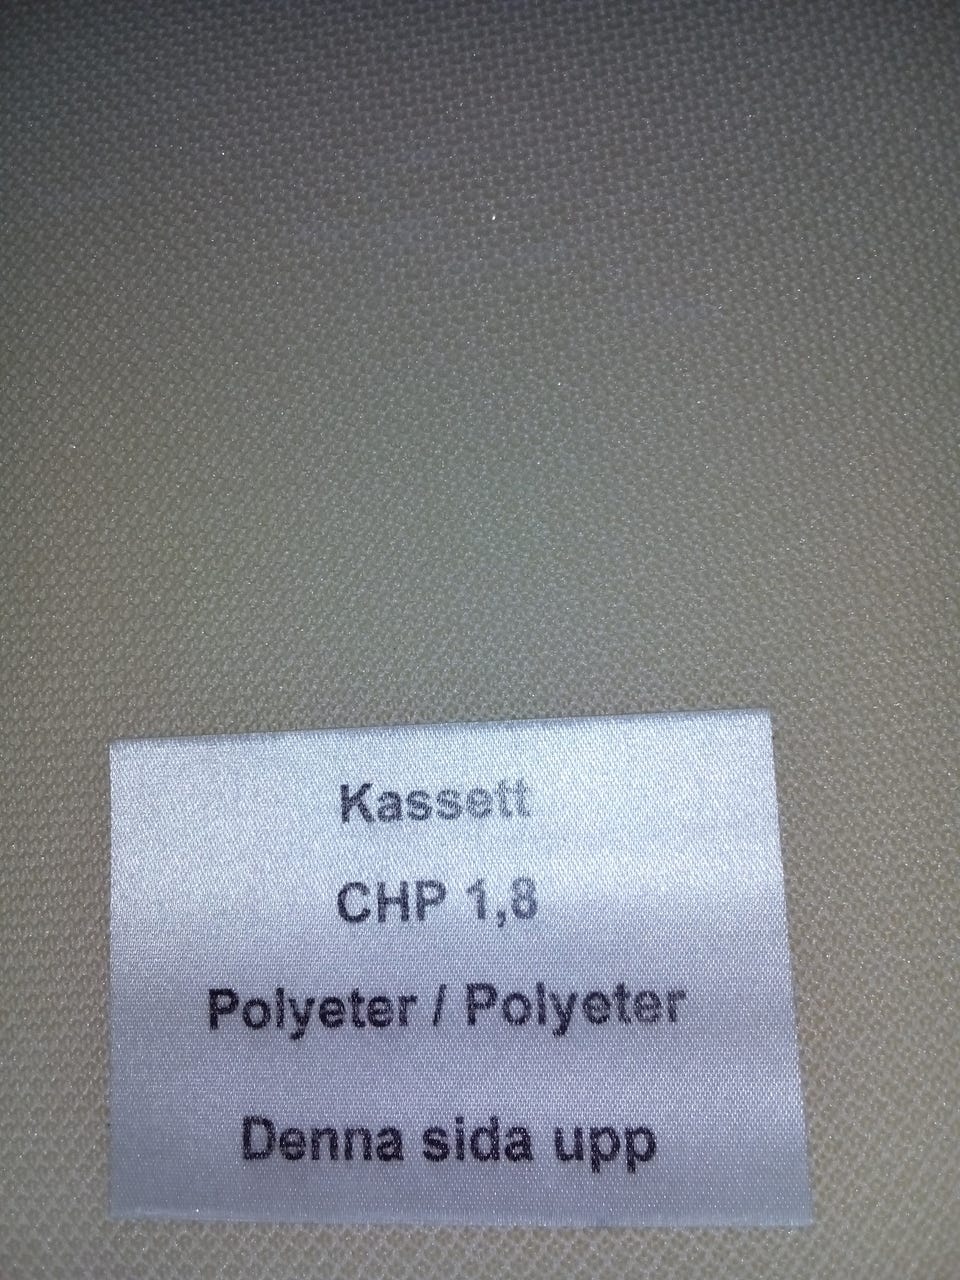 Kassett
CHP 1,8
Polyeter / Polyeter
Denna sida upp